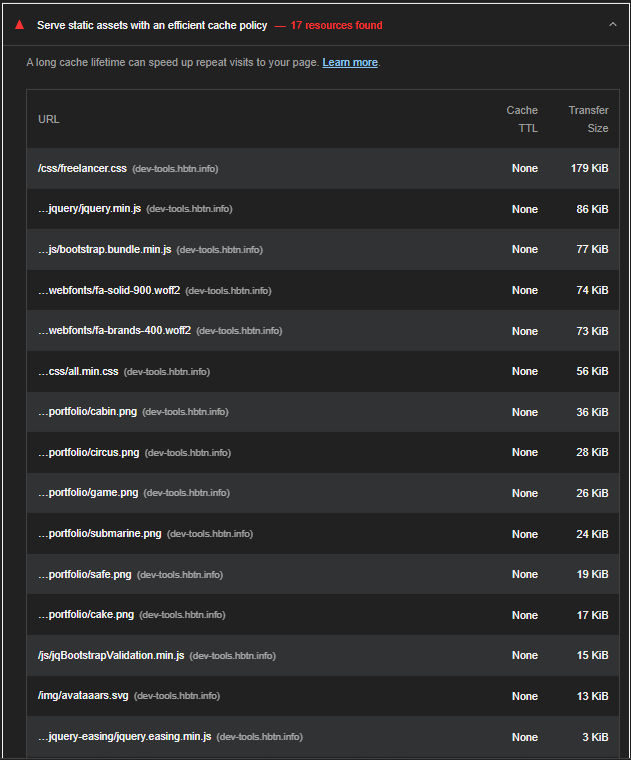 Serve static assets with an efficient cache policy — 17 resources found
A long cache lifetime can speed up repeat visits to your page. Learn more.
URL Cache TTL Transfer Size
/css/freelancer.css (dev-tools.hbtn.info) None 179 KiB
…jquery/jquery.min.js (dev-tools.hbtn.info) None 86 KiB
…js/bootstrap.bundle.min.js (dev-tools.hbtn.info) None 77 KiB
…webfonts/fa-solid-900.woff2 (dev-tools.hbtn.info) None 74 KiB
…webfonts/fa-brands-400.woff2 (dev-tools.hbtn.info) None 73 KiB
…css/all.min.css (dev-tools.hbtn.info) None 56 KiB
…portfolio/cabin.png (dev-tools.hbtn.info) None 36 KiB
…portfolio/circus.png (dev-tools.hbtn.info) None 28 KiB
…portfolio/game.png (dev-tools.hbtn.info) None 26 KiB
…portfolio/submarine.png (dev-tools.hbtn.info) None 24 KiB
…portfolio/safe.png (dev-tools.hbtn.info) None 19 KiB
…portfolio/cake.png (dev-tools.hbtn.info) None 17 KiB
/js/jqBootstrapValidation.min.js (dev-tools.hbtn.info) None 15 KiB
/img/avataaars.svg (dev-tools.hbtn.info) None 13 KiB
…jquery-easing/jquery.easing.min.js (dev-tools.hbtn.info) None 3 KiB